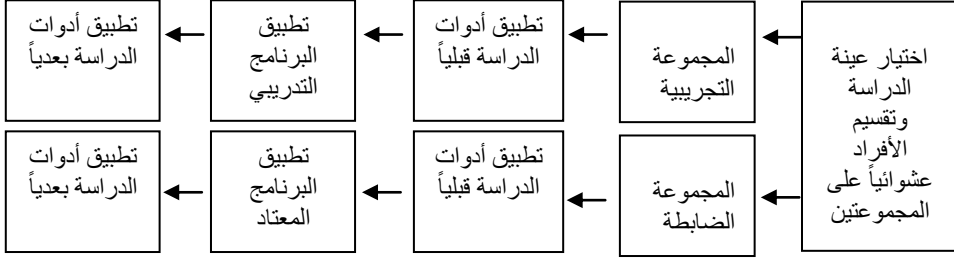 اختيار عينة
الدراسة
وتقسيم
الأفراد
عشوائياً على
المجموعتين
المجموعة
التجريبية
تطبيق أدوات
الدراسة قبلياً
تطبيق
البرنامج
التدريبي
تطبيق أدوات
الدراسة بعدياً
المجموعة
الضابطة
تطبيق أدوات
الدراسة قبلياً
تطبيق
البرنامج
المعتاد
تطبيق أدوات
الدراسة بعدياً